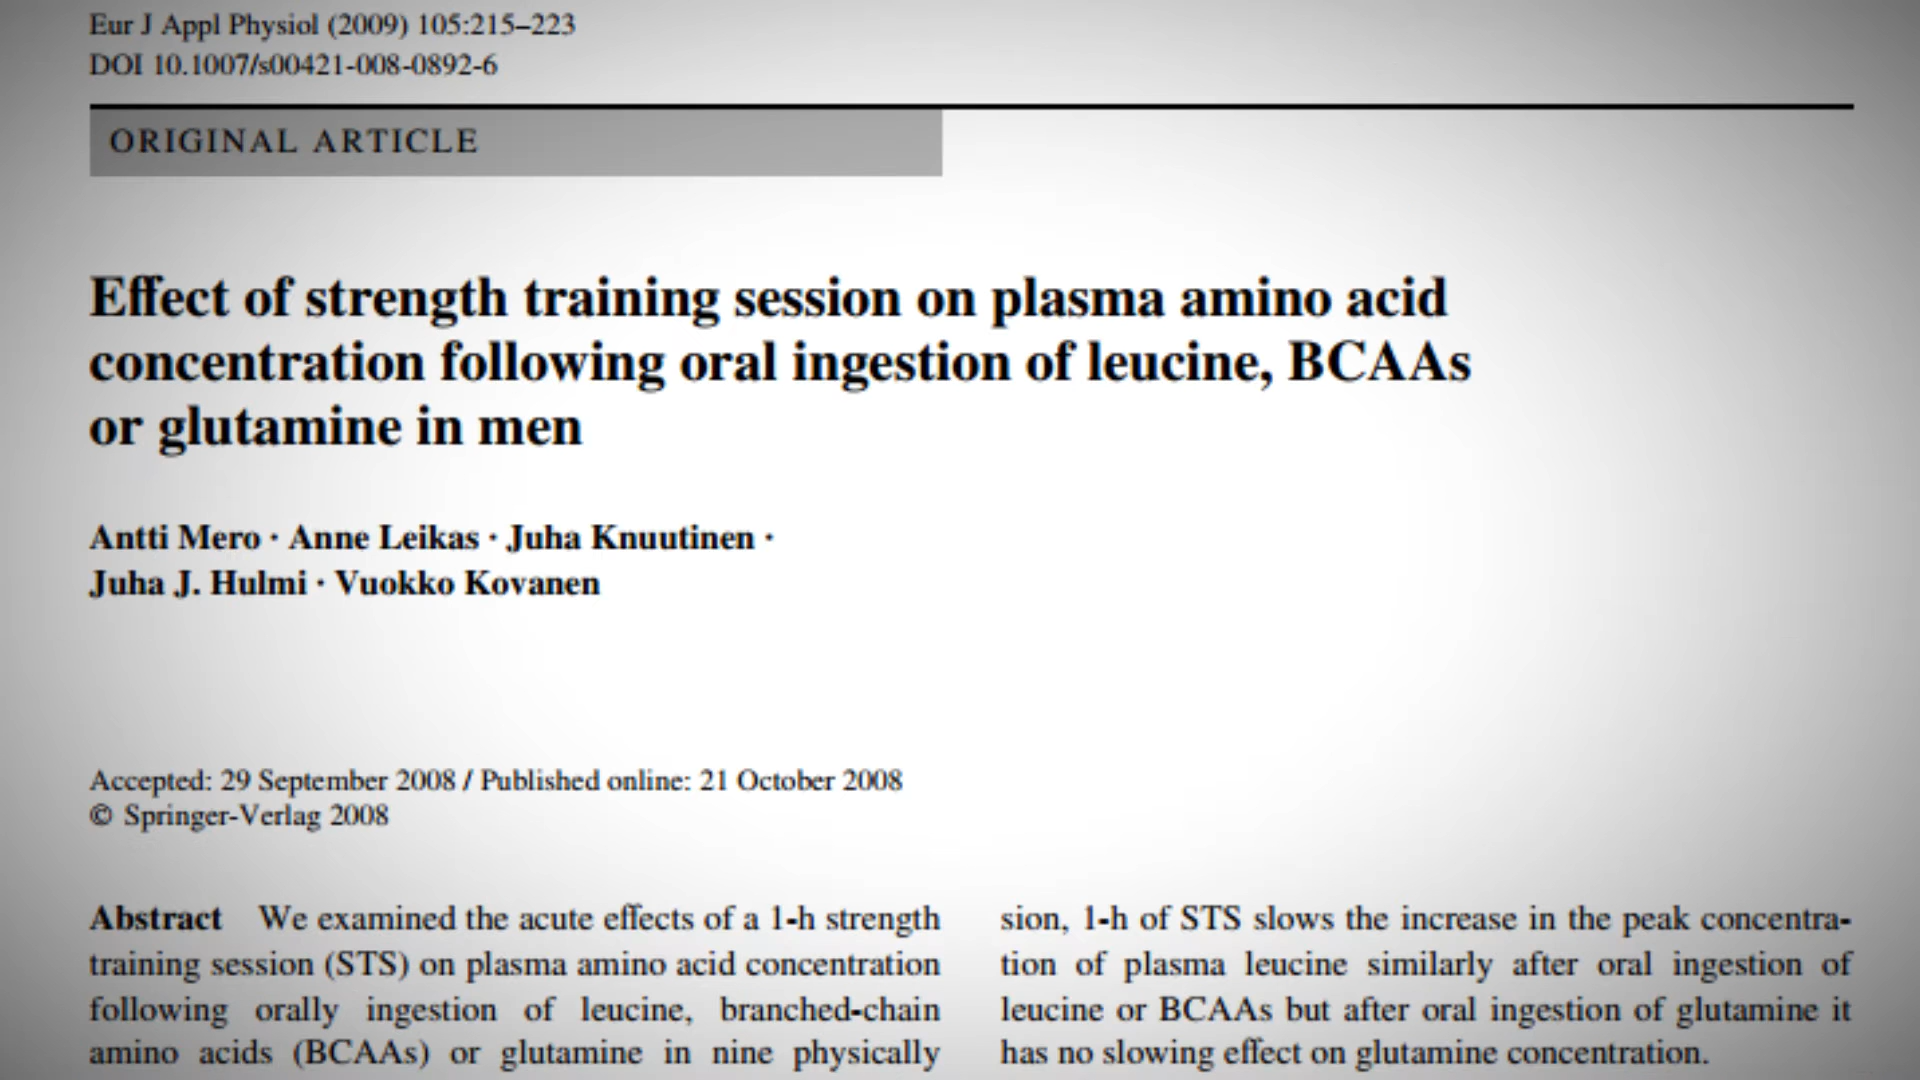 Eur J Appl Physiol (2009) 105:215–223
DOI 10.1007/s00421-008-0892-6
ORIGINAL ARTICLE
Effect of strength training session on plasma amino acid
concentration following oral ingestion of leucine, BCAAs
or glutamine in men
Antti Mero · Anne Leikas · Juha Knuutinen ·
Juha J. Hulmi · Vuokko Kovanen
Accepted: 29 September 2008 / Published online: 21 October 2008
© Springer-Verlag 2008
Abstract We examined the acute effects of a 1-h strength
training session (STS) on plasma amino acid concentration
following orally ingestion of leucine, branched-chain
amino acids (BCAAs) or glutamine in nine physically
sion, 1-h of STS slows the increase in the peak concentra-
tion of plasma leucine similarly after oral ingestion of
leucine or BCAAs but after oral ingestion of glutamine it
has no slowing effect on glutamine concentration.